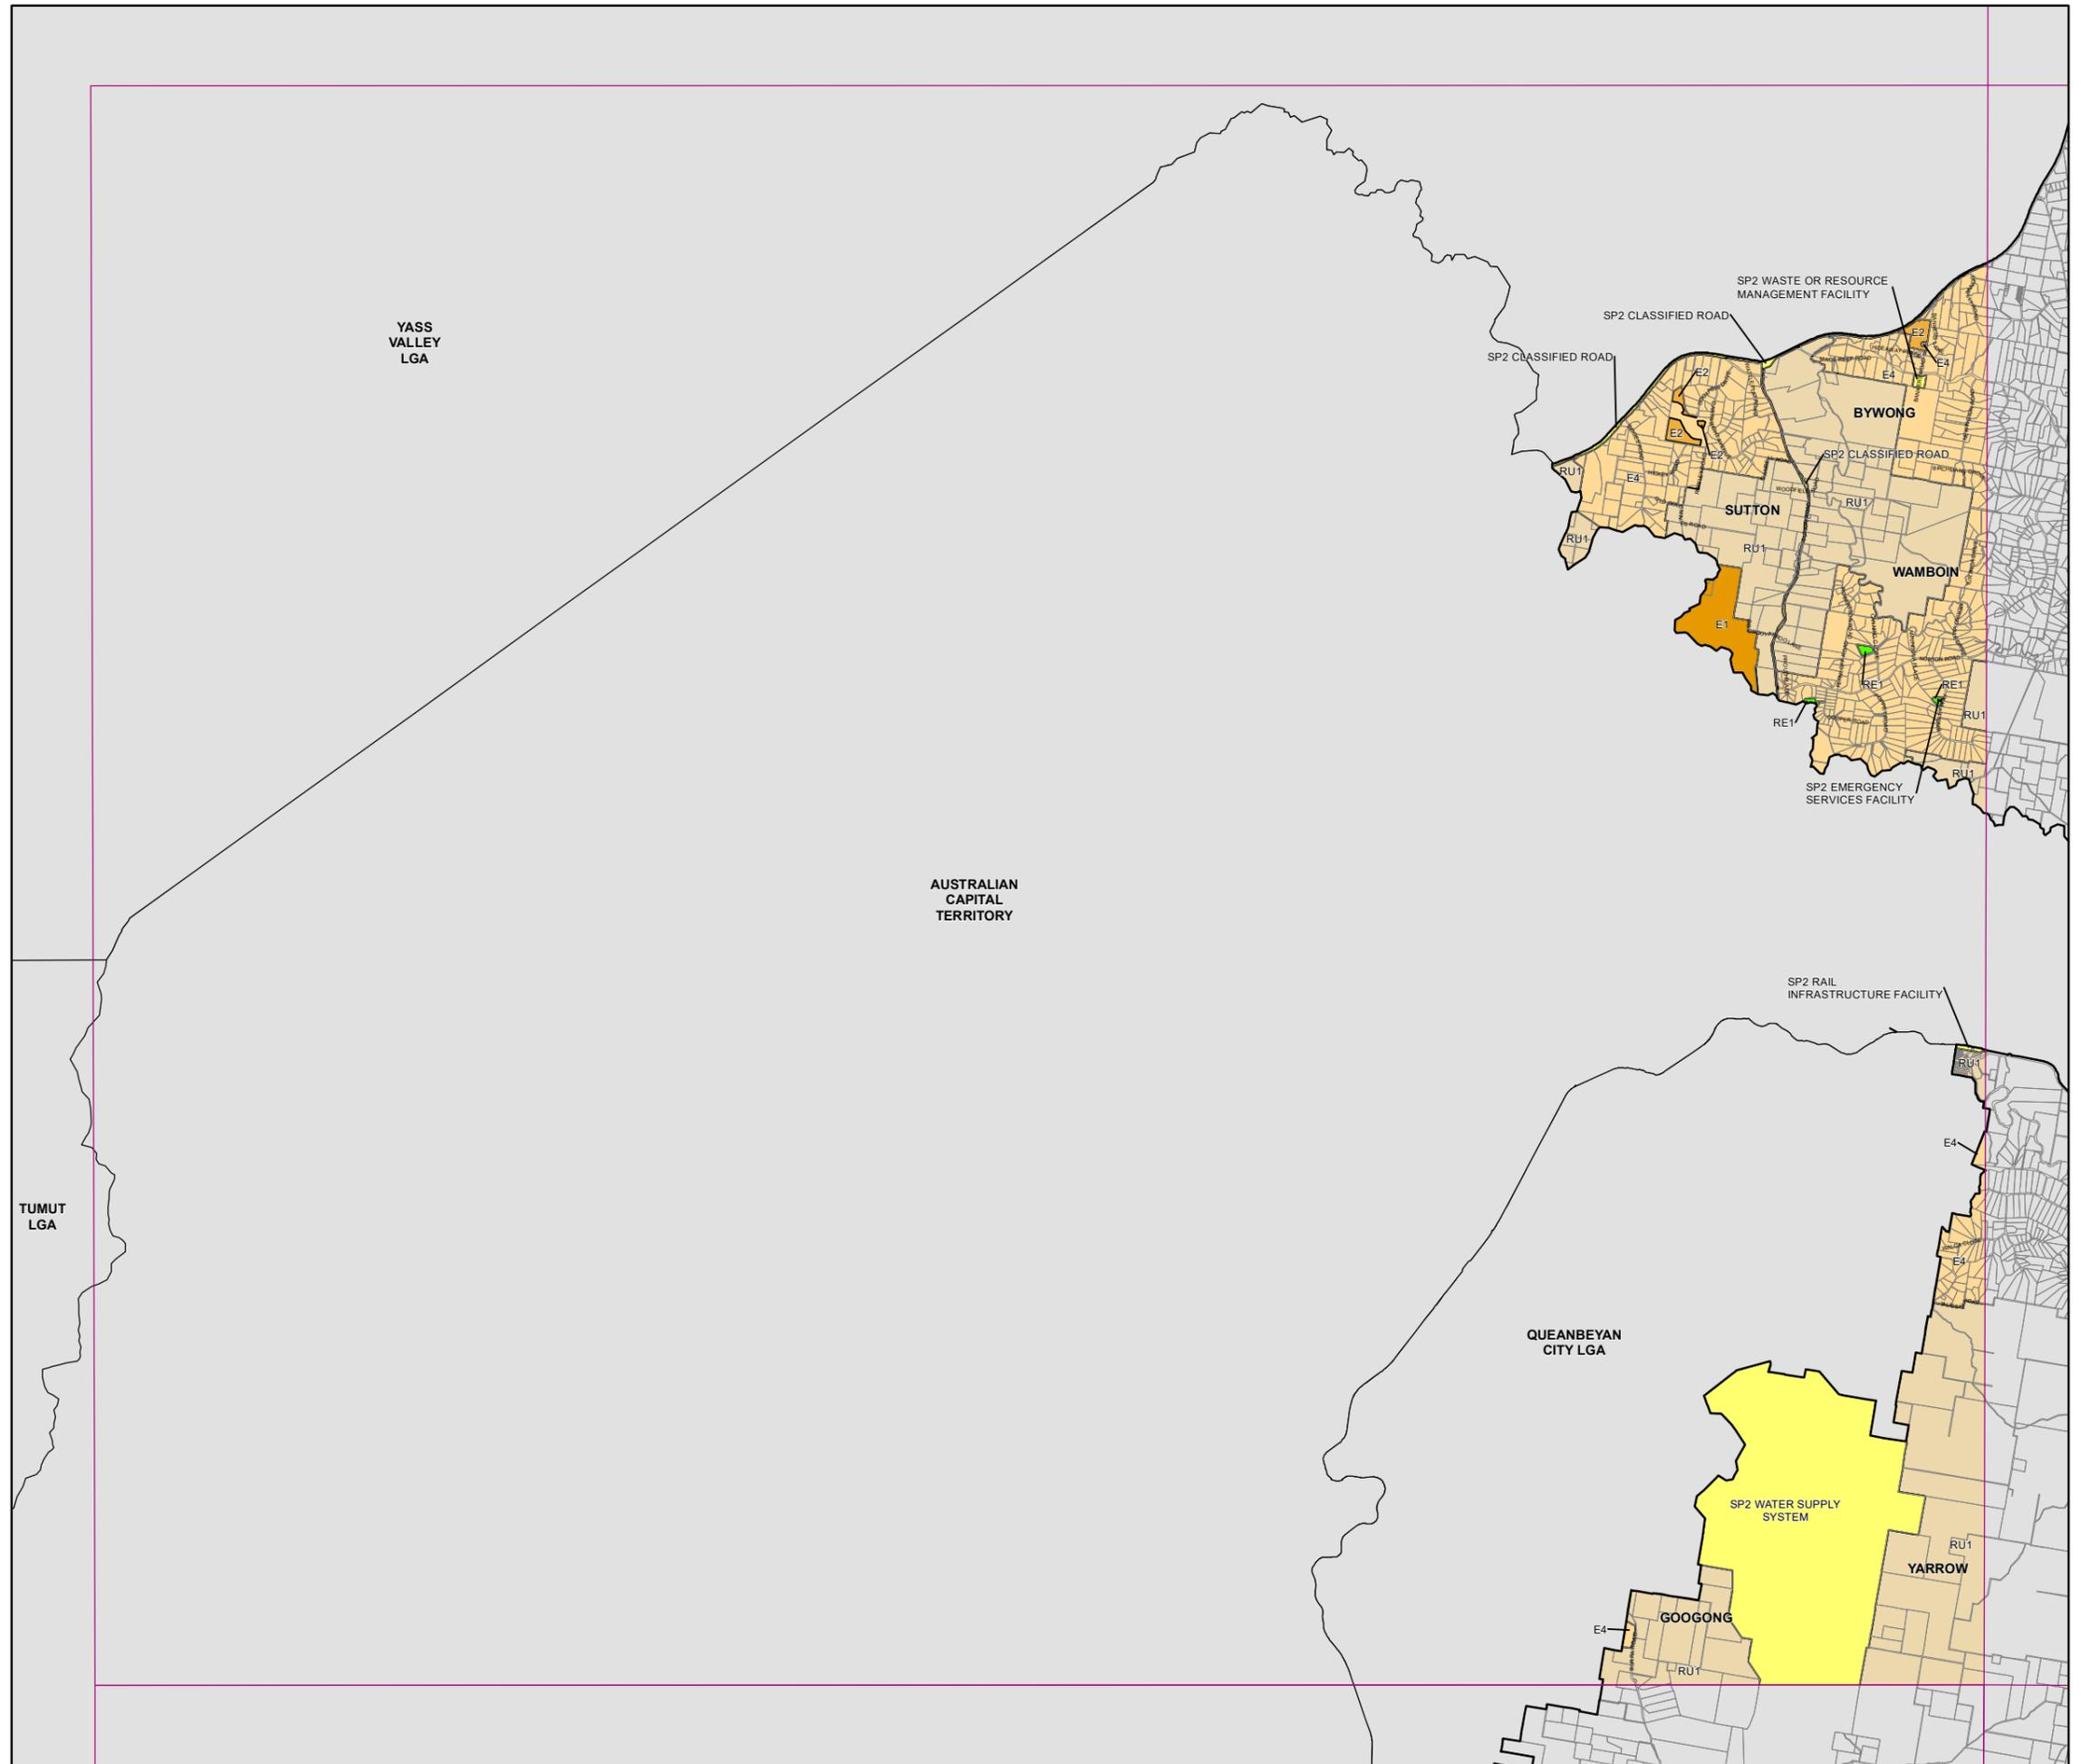 YASS
VALLEY
LGA
SP2 WASTE OR RESOURCE
MANAGEMENT FACILITY
SP2 CLASSIFIED ROAD
SP2 CLASSIFIED ROAD
E2
E4
E4
E2
BYWONG
E2
E2
SP2 CLASSIFIED ROAD
RU1
E4
RU1
SUTTON
RU1
RU1
WAMBOIN
E1
RE1
RE1
RE1
RU1
RU1
SP2 EMERGENCY
SERVICES FACILITY
AUSTRALIAN
CAPITAL
TERRITORY
SP2 RAIL
INFRASTRUCTURE FACILITY
RU1
E4
TUMUT
LGA
E4
QUEANBEYAN
CITY LGA
SP2 WATER SUPPLY
SYSTEM
RU1
YARROW
GOOGONG
E4
RU1